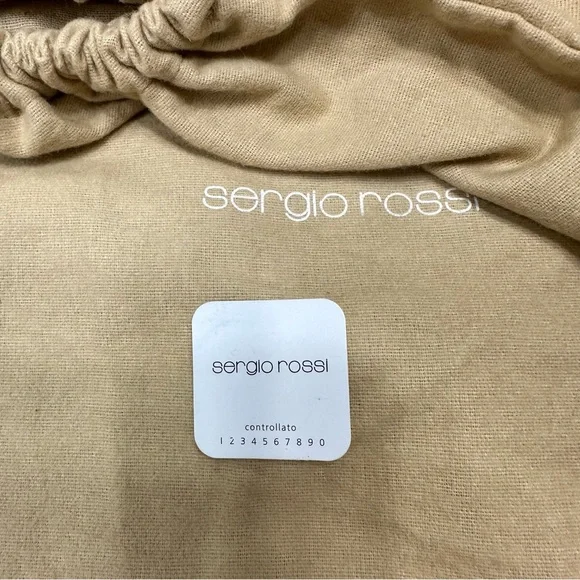 sergio rossi
sergio rossi
controllato
1 2 3 4 5 6 7 8 9 0